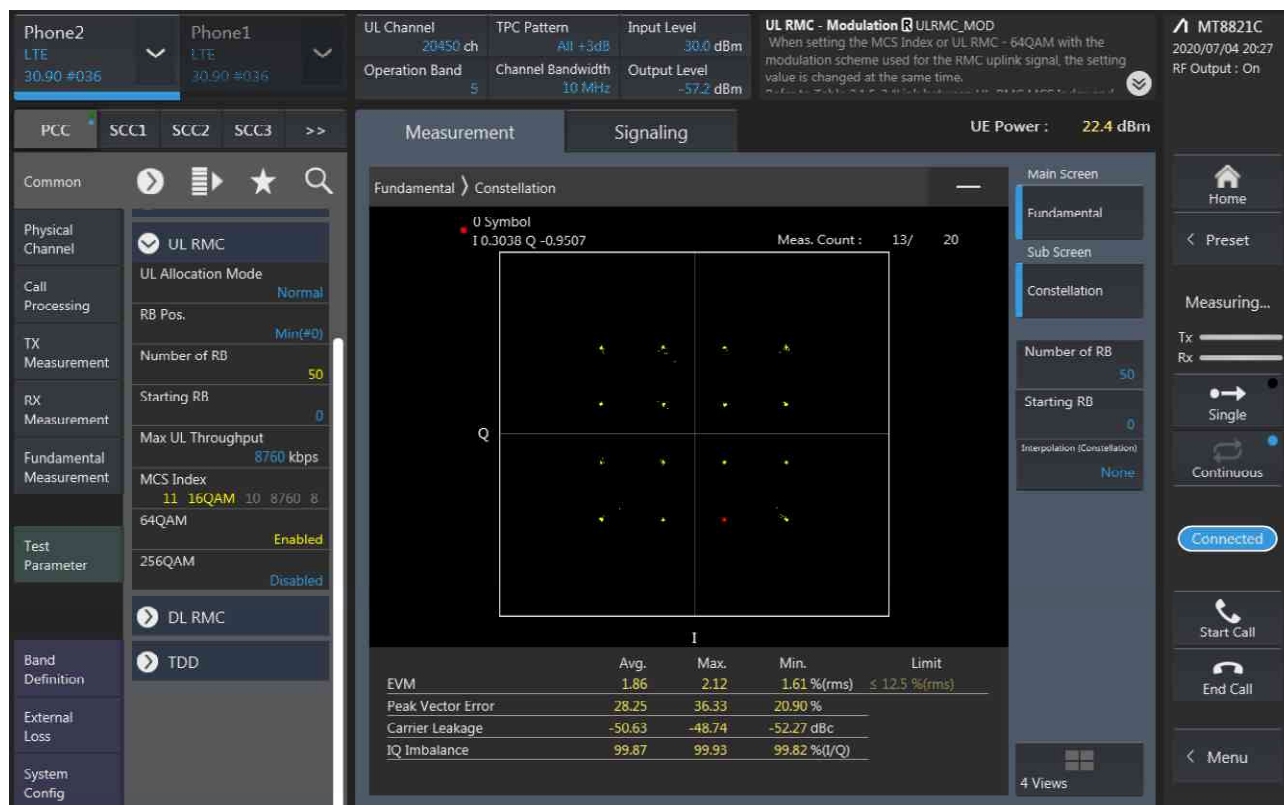 Phone2
LTE
30.90 #036
Phone1
LTE
30.90 #036
UL Channel
20450 ch
Operation Band
5
TPC Pattern
All +3dB
Channel Bandwidth
10 MHz
Input Level
30.0 dBm
Output Level
-57.2 dBm
UL RMC - Modulation R ULRMC_MOD
When setting the MCS Index or UL RMC - 64QAM with the
modulation scheme used for the RMC uplink signal, the setting
value is changed at the same time.
MT8821C
2020/07/04 20:27
RF Output : On
PCC SCC1 SCC2 SCC3 >>
Measurement
Signaling
UE Power : 22.4 dBm
Common
Physical
Channel
Call
Processing
TX
Measurement
RX
Measurement
Fundamental
Measurement
Test
Parameter
Band
Definition
External
Loss
System
Config
UL RMC
UL Allocation Mode
Normal
RB Pos.
Min(#0)
Number of RB
50
Starting RB
0
Max UL Throughput
8760 kbps
MCS Index
11 16QAM 10 8760 8
64QAM
Enabled
256QAM
Disabled
DL RMC
TDD
Fundamental ⟩ Constellation
0 Symbol
I 0.3038 Q -0.9507
Meas. Count : 13/ 20
Q
I
Avg. Max. Min. Limit
EVM 1.86 2.12 1.61 %(rms) ≤ 12.5 %(rms)
Peak Vector Error 28.25 36.33 20.90 %
Carrier Leakage -50.63 -48.74 -52.27 dBc
IQ Imbalance 99.87 99.93 99.82 %(I/Q)
Main Screen
Fundamental
Sub Screen
Constellation
Number of RB
50
Starting RB
0
Interpolation (Constellation)
None
4 Views
Home
< Preset
Measuring...
Tx
Rx
Single
Continuous
Connected
Start Call
End Call
< Menu